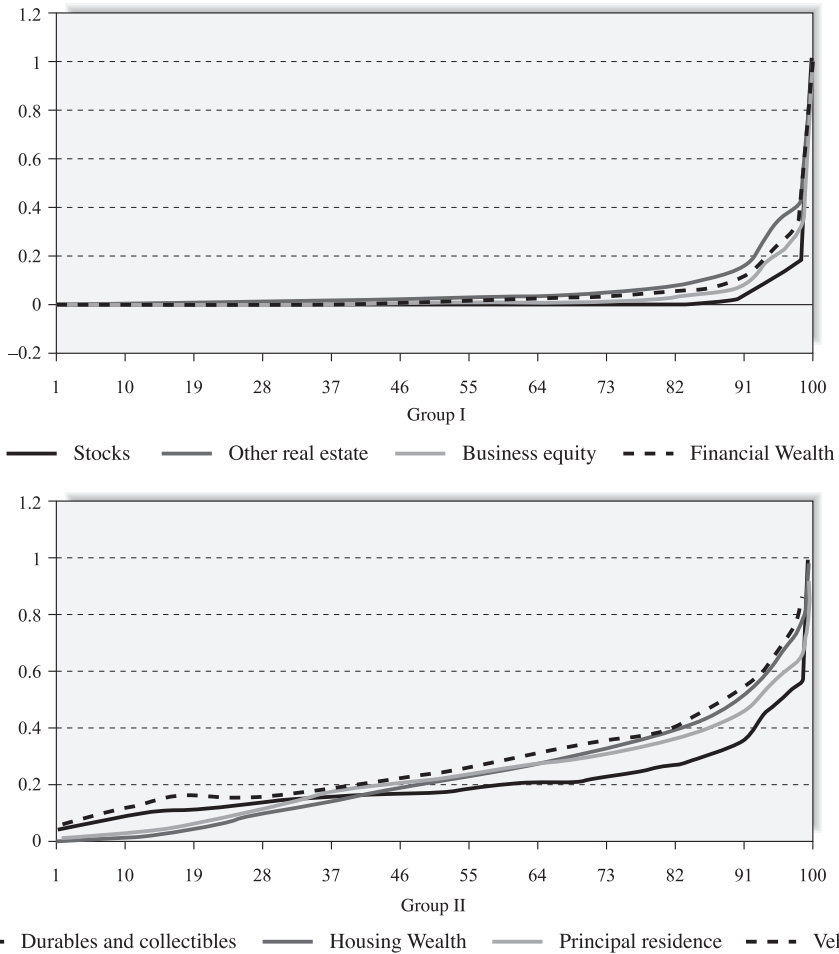 1.2
1
0.8
0.6
0.4
0.2
0
–0.2
1 10 19 28 37 46 55 64 73 82 91 100
Group I
Stocks Other real estate Business equity Financial Wealth
1.2
1
0.8
0.6
0.4
0.2
0
1 10 19 28 37 46 55 64 73 82 91 100
Group II
Durables and collectibles Housing Wealth Principal residence